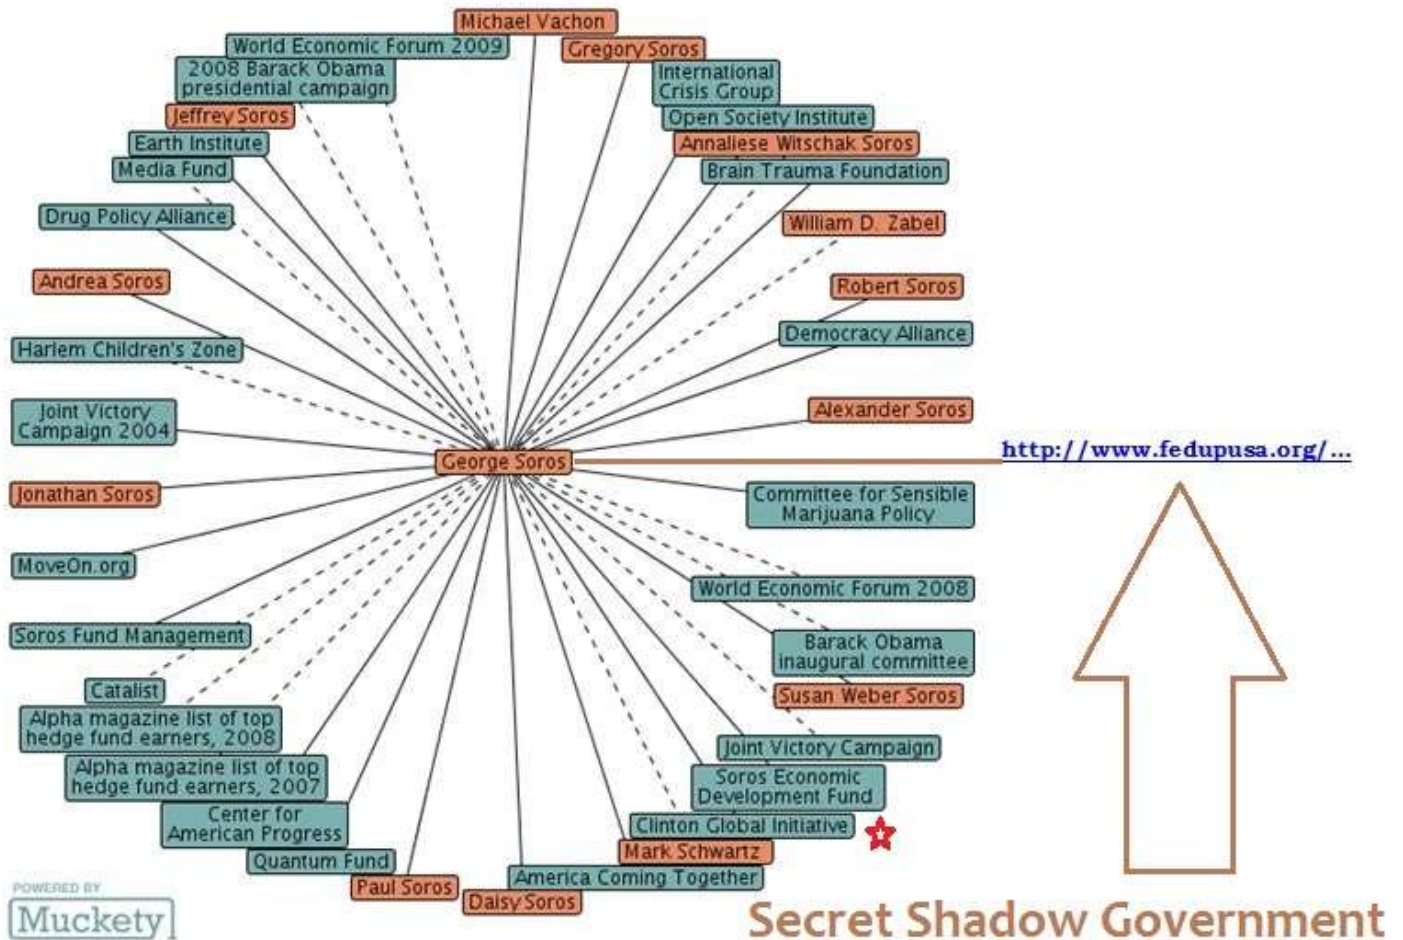 Michael Vachon
World Economic Forum 2009
Gregory Soros
2008 Barack Obama
presidential campaign
International
Crisis Group
Jeffrey Soros
Open Society Institute
Earth Institute
Annaliese Witschak Soros
Media Fund
Brain Trauma Foundation
Drug Policy Alliance
William D. Zabel
Andrea Soros
Robert Soros
Harlem Children's Zone
Democracy Alliance
Joint Victory
Campaign 2004
Alexander Soros
George Soros
http://www.fedupusa.org/...
Jonathan Soros
Committee for Sensible
Marijuana Policy
MoveOn.org
World Economic Forum 2008
Soros Fund Management
Barack Obama
inaugural committee
Catalist
Susan Weber Soros
Alpha magazine list of top
hedge fund earners, 2008
Joint Victory Campaign
Alpha magazine list of top
hedge fund earners, 2007
Soros Economic
Development Fund
Center for
American Progress
Clinton Global Initiative
Mark Schwartz
Quantum Fund
America Coming Together
Paul Soros
Daisy Soros
POWERED BY
Muckety
Secret Shadow Government